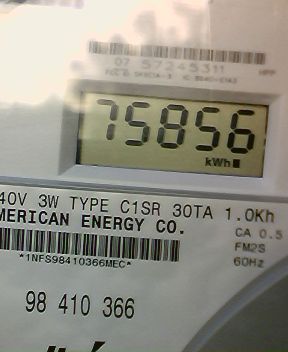 07 57245311
75856
kWh
40V 3W TYPE C1SR 30TA 1.0Kh
MERICAN ENERGY CO.
CA 0.5
FM2S
*1NFS98410366MEC*
60Hz
98 410 366